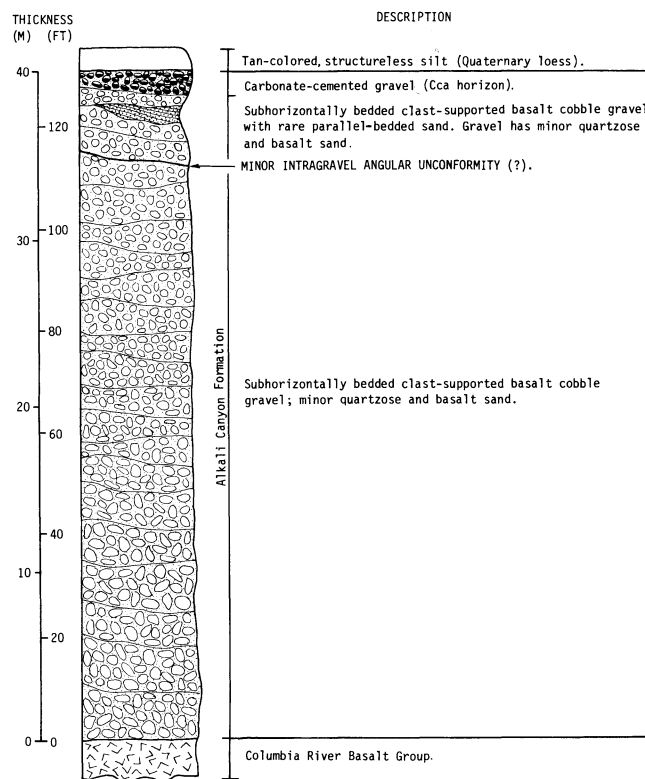 THICKNESS
(M) (FT)
DESCRIPTION
Tan-colored, structureless silt (Quaternary loess).
40
Carbonate-cemented gravel (Cca horizon).
Subhorizontally bedded clast-supported basalt cobble gravel
with rare parallel-bedded sand. Gravel has minor quartzose
and basalt sand.
120
MINOR INTRAGRAVEL ANGULAR UNCONFORMITY (?).
100
30
80
Alkali Canyon Formation
Subhorizontally bedded clast-supported basalt cobble
gravel; minor quartzose and basalt sand.
20
60
40
10
20
0 0
Columbia River Basalt Group.